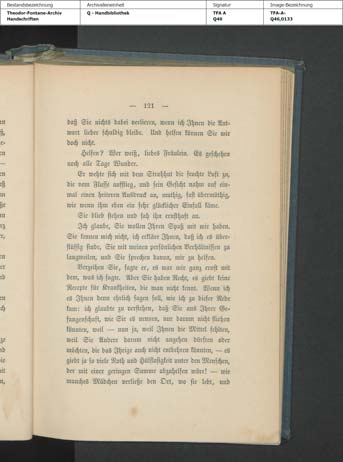 Bestandsbezeichnung
Archivaleneinheit
Signatur
Image-Bezeichnung
Theodor-Fontane-Archiv
Handschriften
Q - Handbibliothek
TFA A
Q46
TFA-A-
Q46,0133
— 121 —
daß Sie nichts dabei verlieren, wenn ich Ihnen die Ant-
wort lieber schuldig bleibe. Und helfen können Sie mir
doch nicht.
Helfen? Wer weiß, liebes Fräulein. Es geschehen
noch alle Tage Wunder.
Er wehte sich mit dem Strohhut die feuchte Luft zu,
die vom Flusse aufstieg, und sein Gesicht nahm auf ein-
mal einen heiteren Ausdruck an, muthig, fast übermüthig,
wie wenn ihm eben ein sehr glücklicher Einfall käme.
Sie blieb stehen und sah ihn ernsthaft an.
Ich glaube, Sie wollen Ihren Spaß mit mir haben.
Sie kennen mich nicht, ich erkläre Ihnen, daß ich es über-
flüssig finde, Sie mit meinen persönlichen Verhältnissen zu
langweilen, und Sie sprechen davon, mir zu helfen.
Verzeihen Sie, sagte er, es war mir ganz ernst mit
dem, was ich sagte. Aber Sie haben Recht, es giebt keine
Recepte für Krankheiten, die man nicht kennt. Wenn ich
es Ihnen denn ehrlich sagen soll, wie ich zu dieser Rede
kam: ich glaubte zu verstehen, daß Sie aus Ihrer Ge-
fangenschaft, wie Sie es nennen, nur darum nicht fliehen
könnten, weil — nun ja, weil Ihnen die Mittel fehlten,
weil Sie Andere darum nicht angehen dürften oder
möchten, die das Ihrige auch nicht entbehren könnten, — es
giebt ja so viele Noth und Hülflosigkeit unter den Menschen,
der mit einer geringen Summe abzuhelfen wäre! — wie
manches Mädchen verließe den Ort, wo sie lebt, und